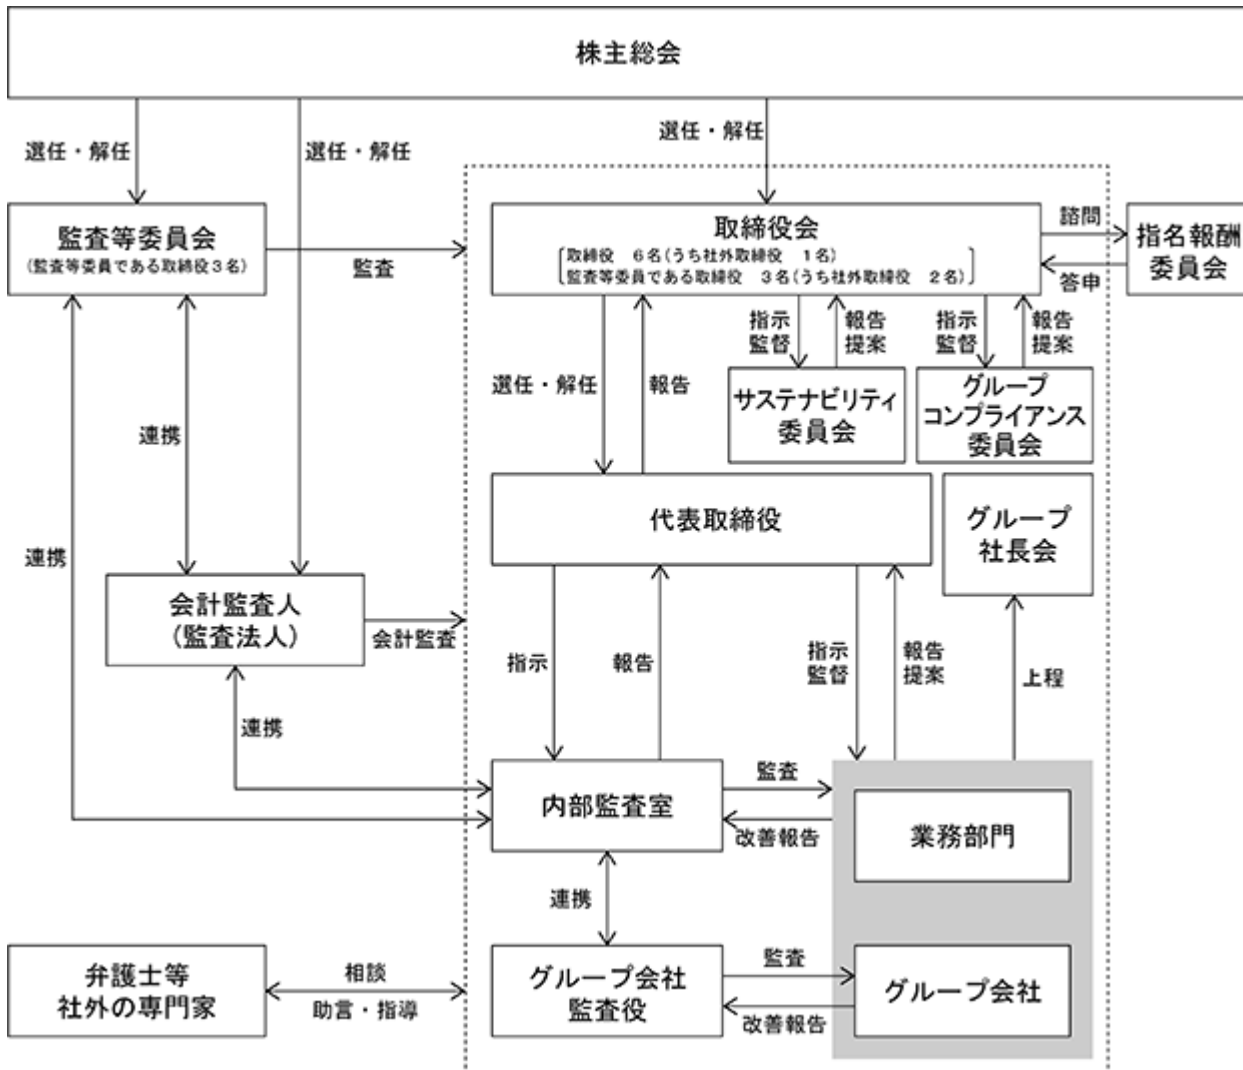 株主総会
選任・解任
選任・解任
選任・解任
監査等委員会
(監査等委員である取締役3名)
監査
取締役会
取締役 6名(うち社外取締役 1名)
監査等委員である取締役 3名(うち社外取締役 2名)
諮問
答申
指名報酬
委員会
指示
監督
報告
提案
指示
監督
報告
提案
選任・解任
報告
サステナビリティ
委員会
グループ
コンプライアンス
委員会
連携
代表取締役
グループ
社長会
連携
会計監査人
(監査法人)
会計監査
指示
報告
指示
監督
報告
提案
上程
連携
内部監査室
監査
改善報告
業務部門
連携
弁護士等
社外の専門家
相談
助言・指導
グループ会社
監査役
監査
改善報告
グループ会社